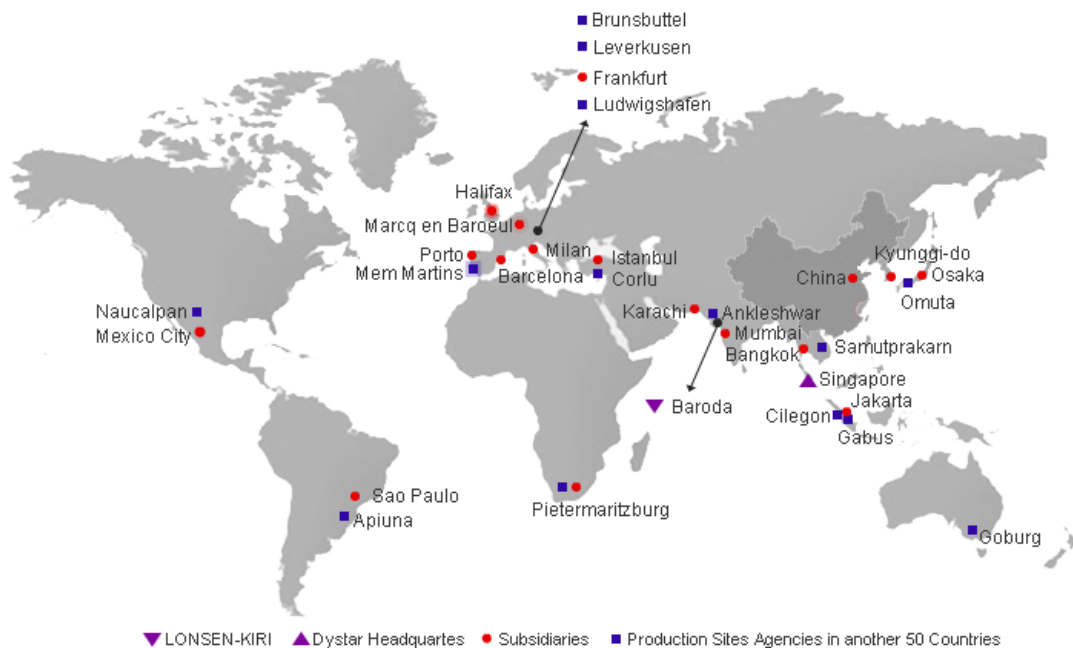 Brunsbuttel
Leverkusen
Frankfurt
Ludwigshafen
Halifax
Marcq en Baroeul
Porto
Milan
Istanbul
Mem Martins
Barcelona
Corlu
Kyunggi-do
China
Osaka
Omuta
Naucalpan
Mexico City
Karachi
Ankleshwar
Mumbai
Bangkok
Samutprakarn
Singapore
Baroda
Jakarta
Cilegon
Gabus
Sao Paulo
Apiuna
Pietermaritzburg
Goburg
LONSEN-KIRI
Dystar Headquartes
Subsidiaries
Production Sites Agencies in another 50 Countries